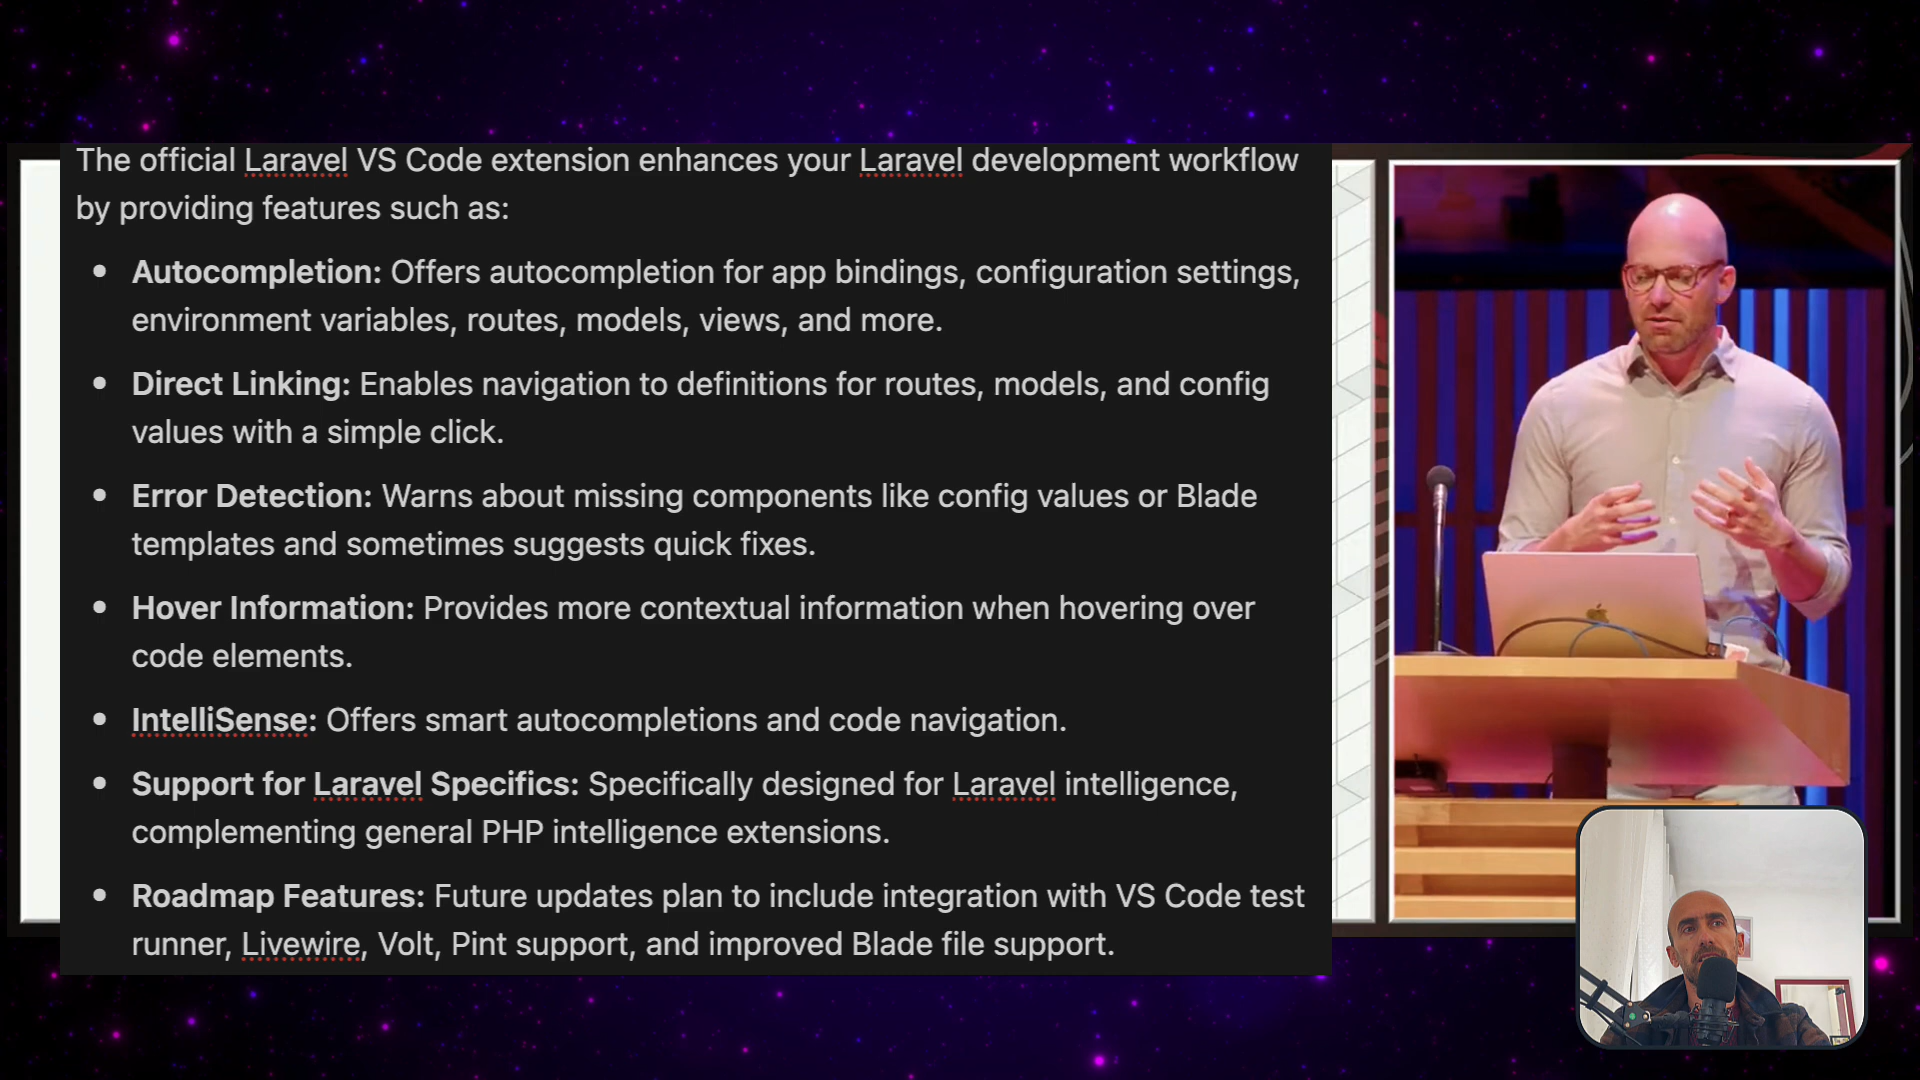 The official Laravel VS Code extension enhances your Laravel development workflow
by providing features such as:
• Autocompletion: Offers autocompletion for app bindings, configuration settings,
environment variables, routes, models, views, and more.
• Direct Linking: Enables navigation to definitions for routes, models, and config
values with a simple click.
• Error Detection: Warns about missing components like config values or Blade
templates and sometimes suggests quick fixes.
• Hover Information: Provides more contextual information when hovering over
code elements.
• IntelliSense: Offers smart autocompletions and code navigation.
• Support for Laravel Specifics: Specifically designed for Laravel intelligence,
complementing general PHP intelligence extensions.
• Roadmap Features: Future updates plan to include integration with VS Code test
runner, Livewire, Volt, Pint support, and improved Blade file support.